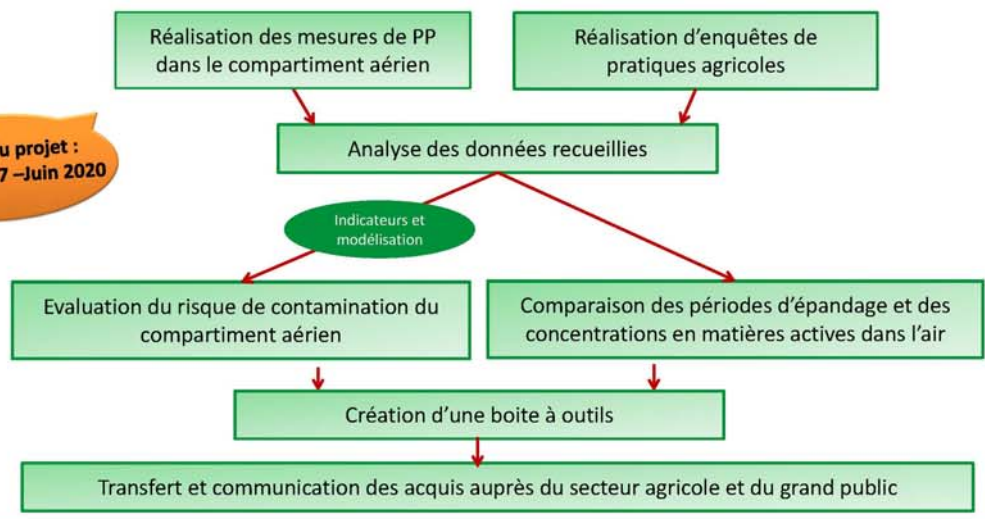 Réalisation des mesures de PP
dans le compartiment aérien
Réalisation d'enquêtes de
pratiques agricoles
u projet :
7 –Juin 2020
Analyse des données recueillies
Indicateurs et
modélisation
Evaluation du risque de contamination du
compartiment aérien
Comparaison des périodes d'épandage et des
concentrations en matières actives dans l'air
Création d'une boite à outils
Transfert et communication des acquis auprès du secteur agricole et du grand public